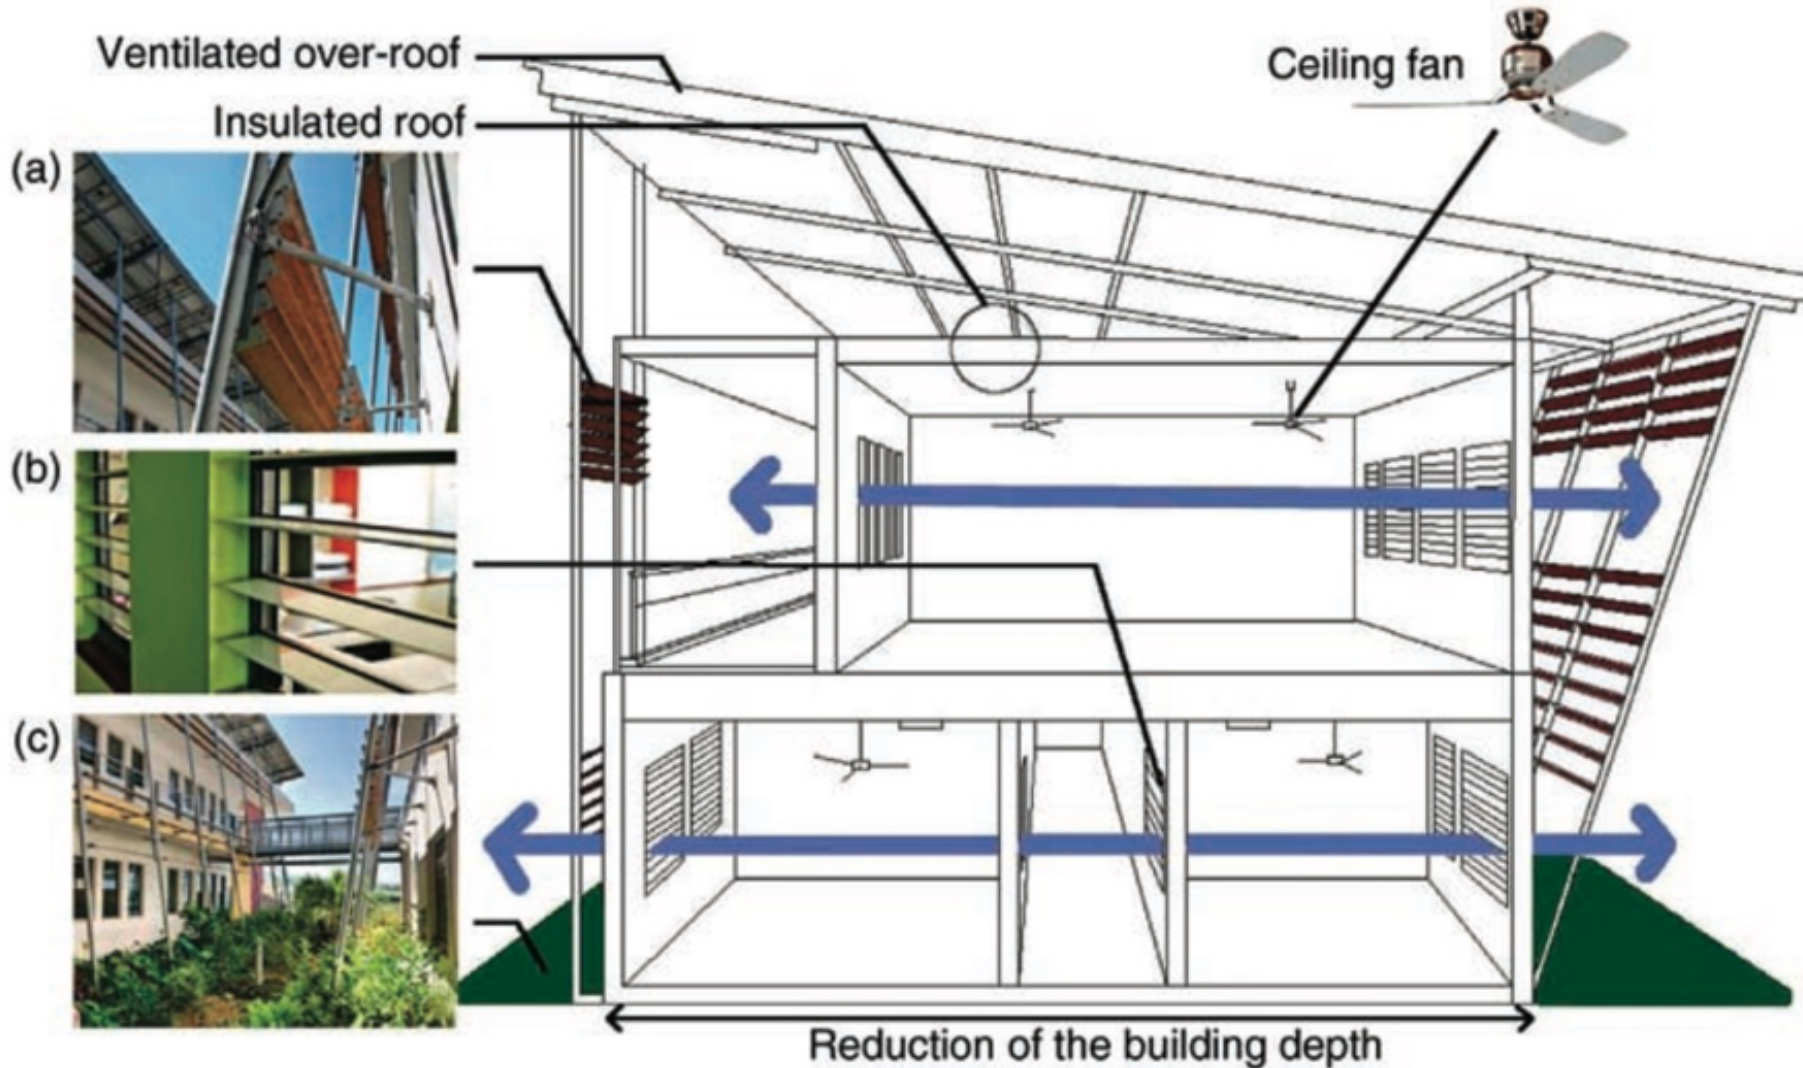 Ventilated over-roof
Ceiling fan
Insulated roof
(a)
(b)
(c)
Reduction of the building depth